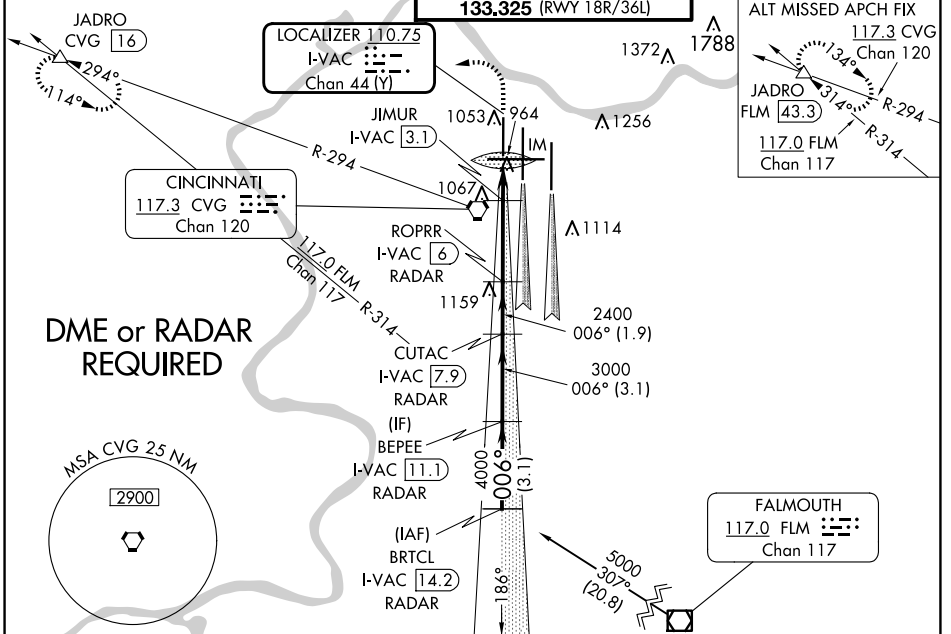 133.325 (RWY 18R/36L)
JADRO
CVG 16
294°
114°
LOCALIZER 110.75
I-VAC
Chan 44 (Y)
1372
1788
ALT MISSED APCH FIX
117.3 CVG
Chan 120
134°
314°
JADRO
FLM 43.3
R-294
R-314
117.0 FLM
Chan 117
JIMUR
I-VAC 3.1
1053
964
1256
IM
R-294
CINCINNATI
117.3 CVG
Chan 120
1067
1114
ROPRR
I-VAC 6
RADAR
117.0 FLM
Chan 117
R-314
1159
2400
006° (1.9)
DME or RADAR
REQUIRED
CUTAC
I-VAC 7.9
RADAR
3000
006° (3.1)
(IF)
BEPEE
I-VAC 11.1
RADAR
4000
006°
(3.1)
MSA CVG 25 NM
2900
(IAF)
BRTCL
I-VAC 14.2
RADAR
186°
5000
307°
(20.8)
FALMOUTH
117.0 FLM
Chan 117